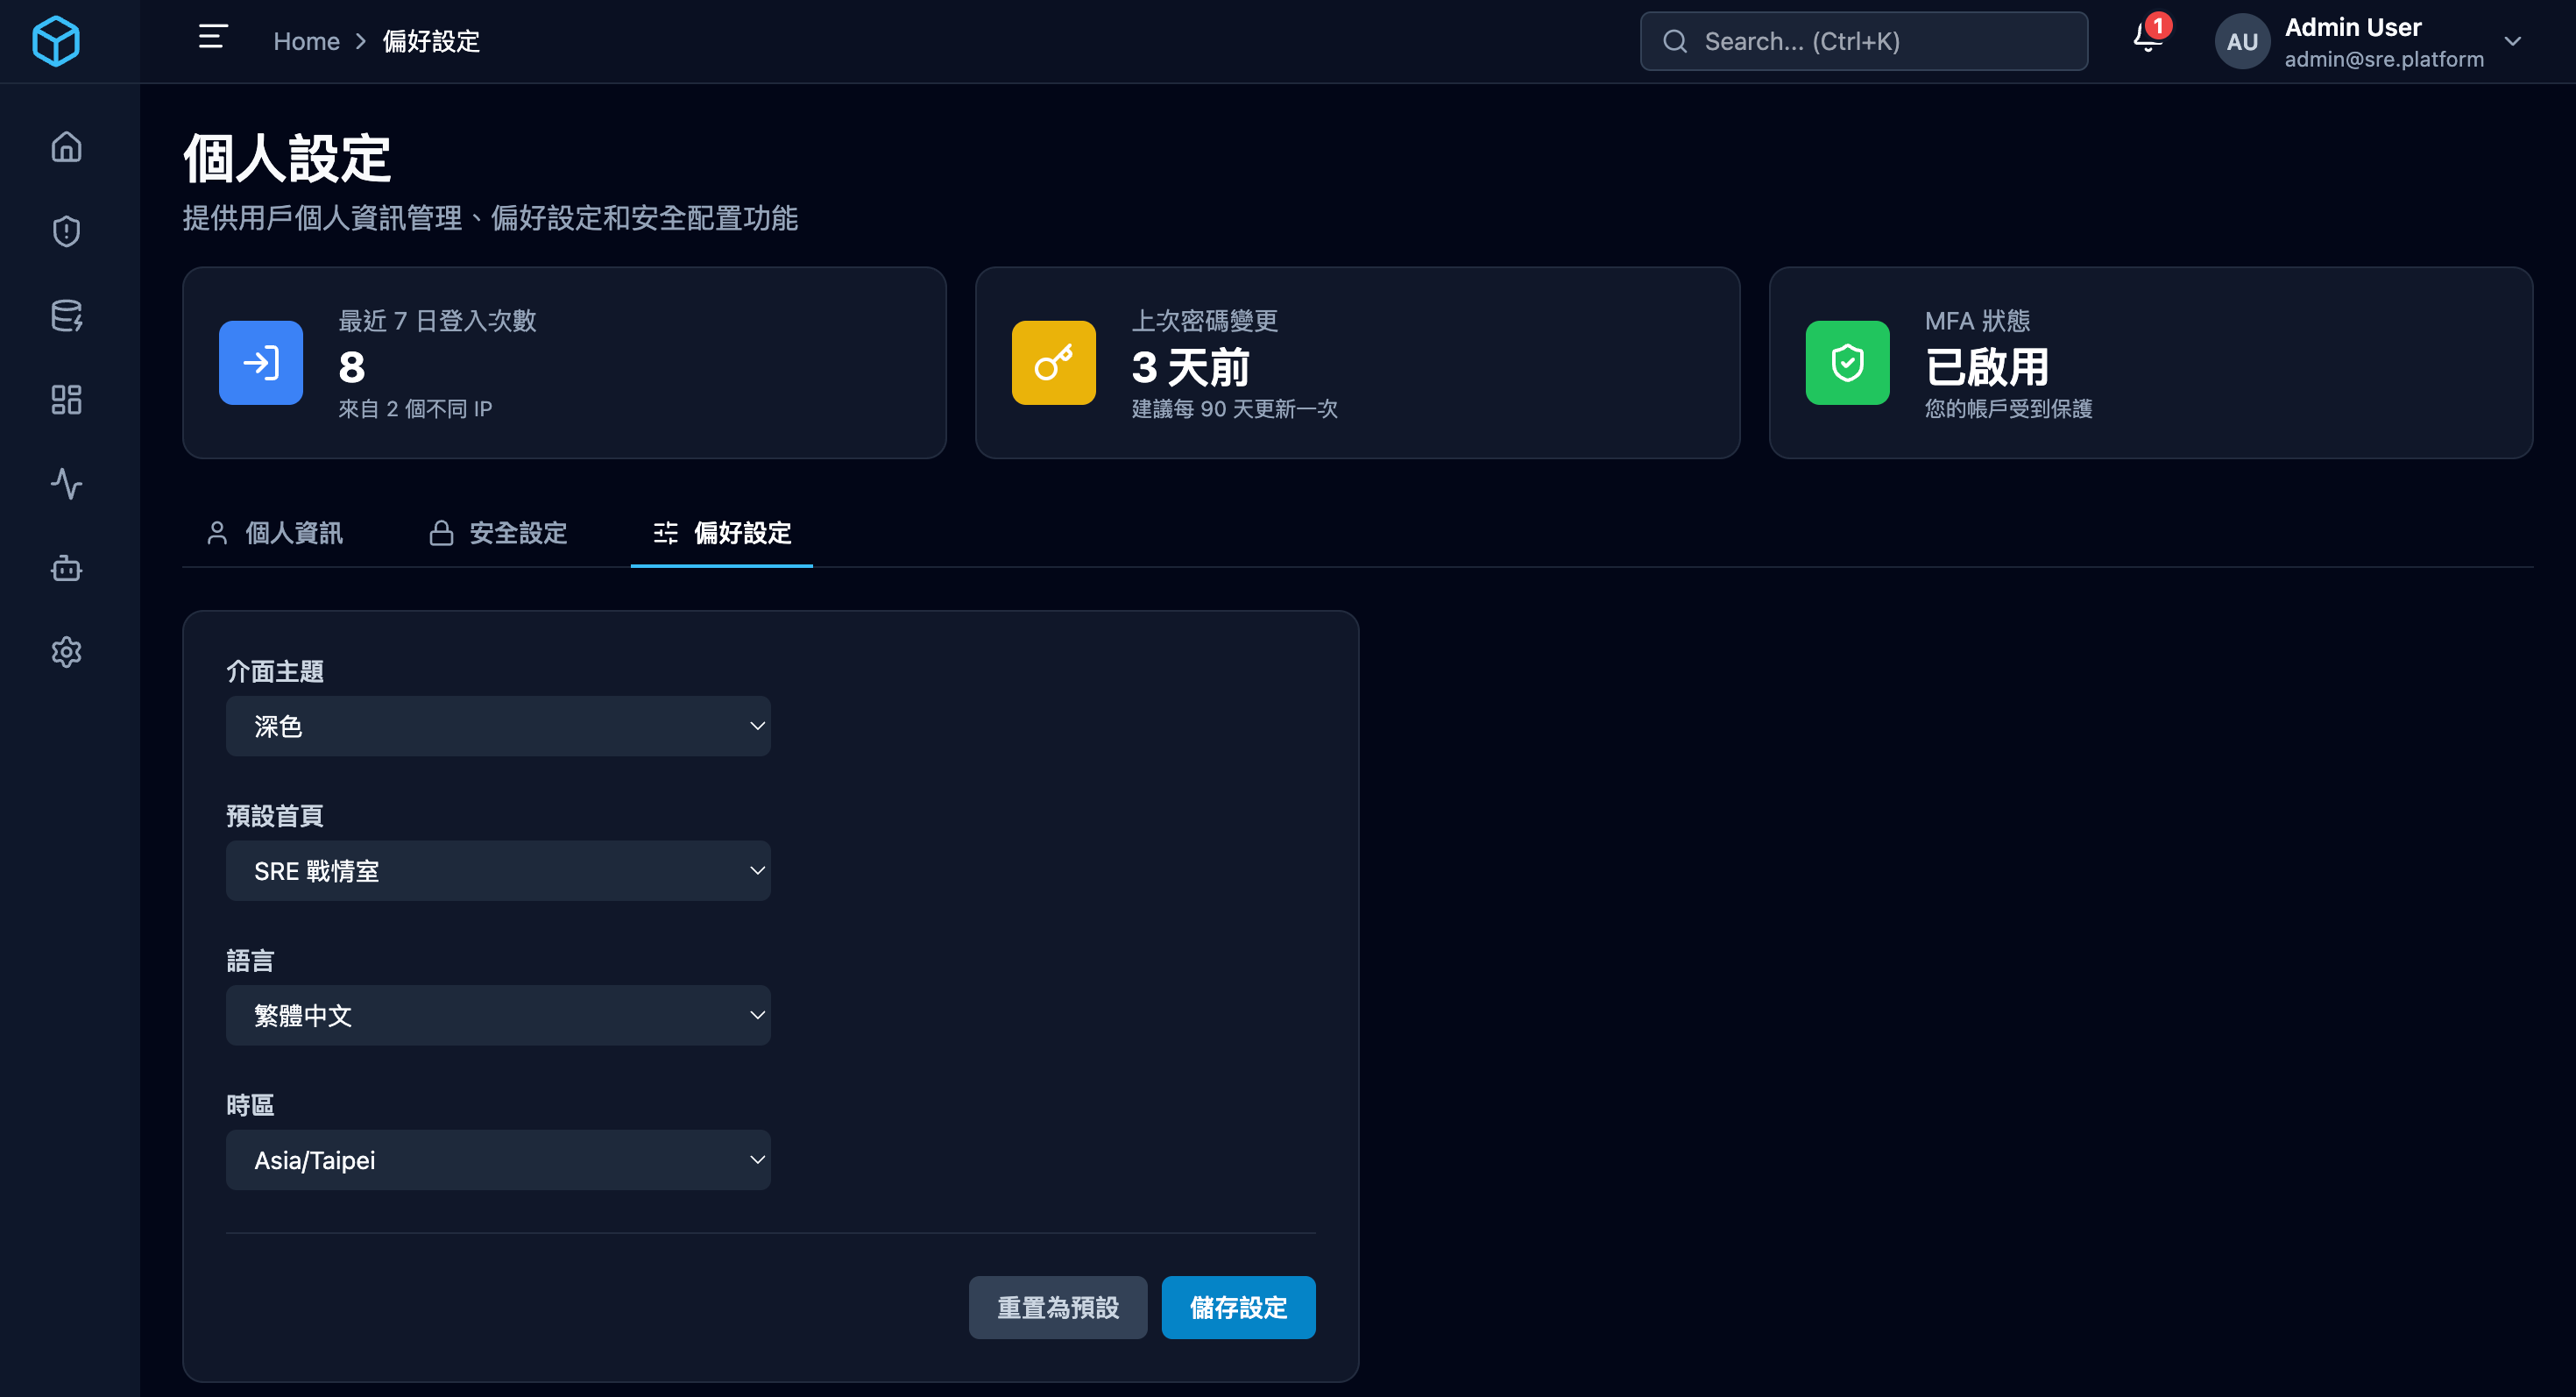 Home > 偏好設定
Search... (Ctrl+K)
1
AU
Admin User
admin@sre.platform
個人設定
提供用戶個人資訊管理、偏好設定和安全配置功能
最近 7 日登入次數
8
來自 2 個不同 IP
上次密碼變更
3 天前
建議每 90 天更新一次
MFA 狀態
已啟用
您的帳戶受到保護
個人資訊
安全設定
偏好設定
介面主題
深色
預設首頁
SRE 戰情室
語言
繁體中文
時區
Asia/Taipei
重置為預設
儲存設定